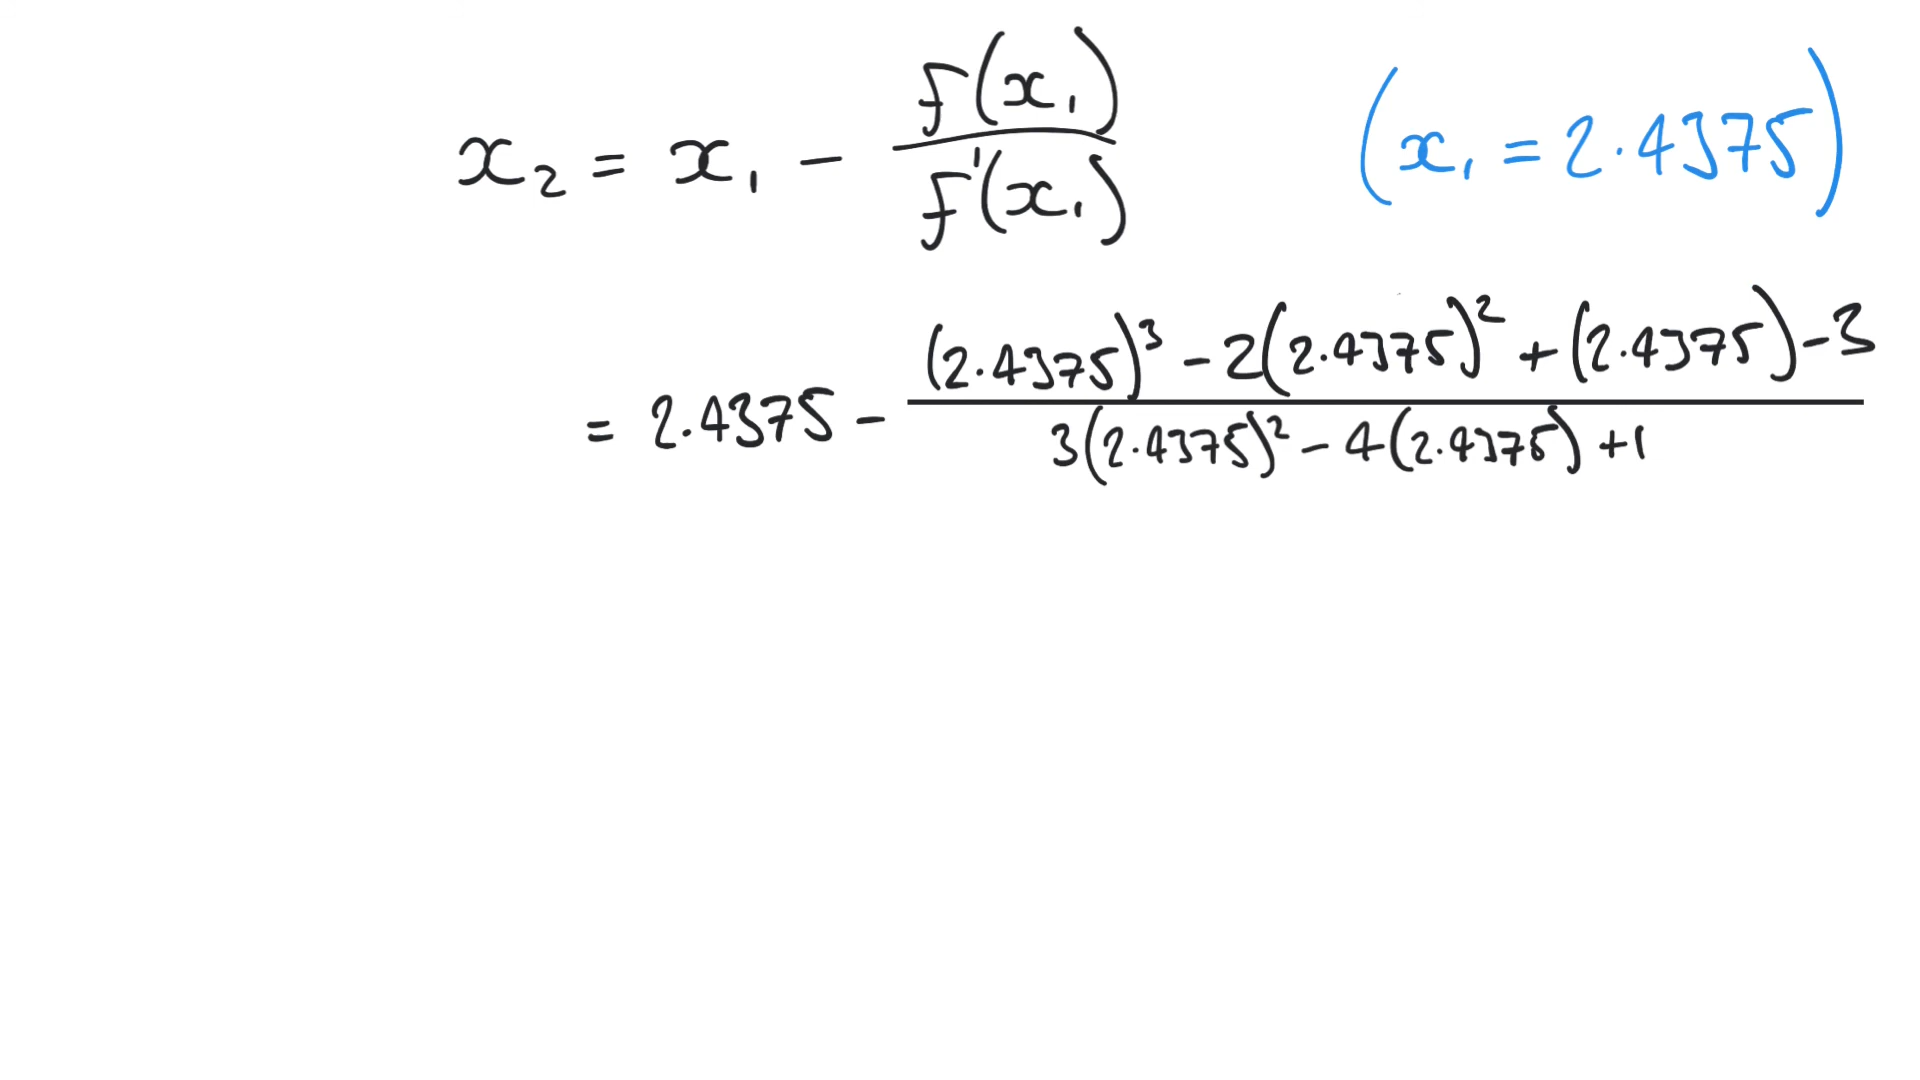 x₂ = x₁ - f(x₁)/f'(x₁) (x₁ = 2.4375)
= 2.4375 - ((2.4375)³ - 2(2.4375)² + (2.4375) - 3)/(3(2.4375)² - 4(2.4375) + 1)